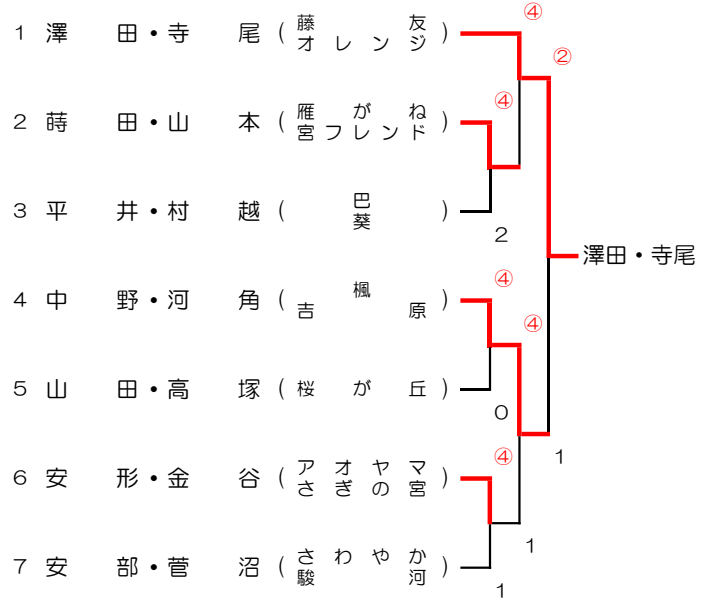 ④
1 澤田・寺尾 (藤友 オレンジ)
②
④
2 蒔田・山本 (雁がね 宮フレンド)
3 平井・村越 (巴 葵)
2
澤田・寺尾
④
4 中野・河角 (楓 吉原)
④
5 山田・高塚 (桜が丘)
0
④
1
6 安形・金谷 (アオヤマ さぎの宮)
1
7 安部・菅沼 (さわやか 駿河)
1